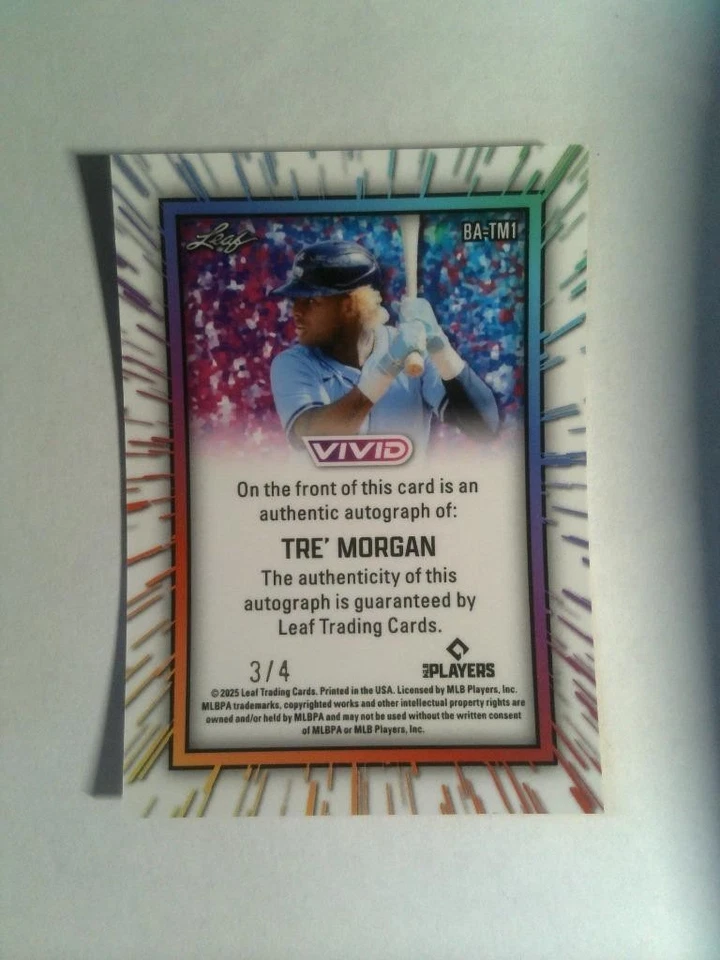 Leaf
BA-TM1
VIVID
On the front of this card is an
authentic autograph of:
TRE' MORGAN
The authenticity of this
autograph is guaranteed by
Leaf Trading Cards.
3/4
MLB PLAYERS
© 2025 Leaf Trading Cards. Printed in the USA. Licensed by MLB Players, Inc.
MLBPA trademarks, copyrighted works and other intellectual property rights are
owned and/or held by MLBPA and may not be used without the written consent
of MLBPA or MLB Players, Inc.